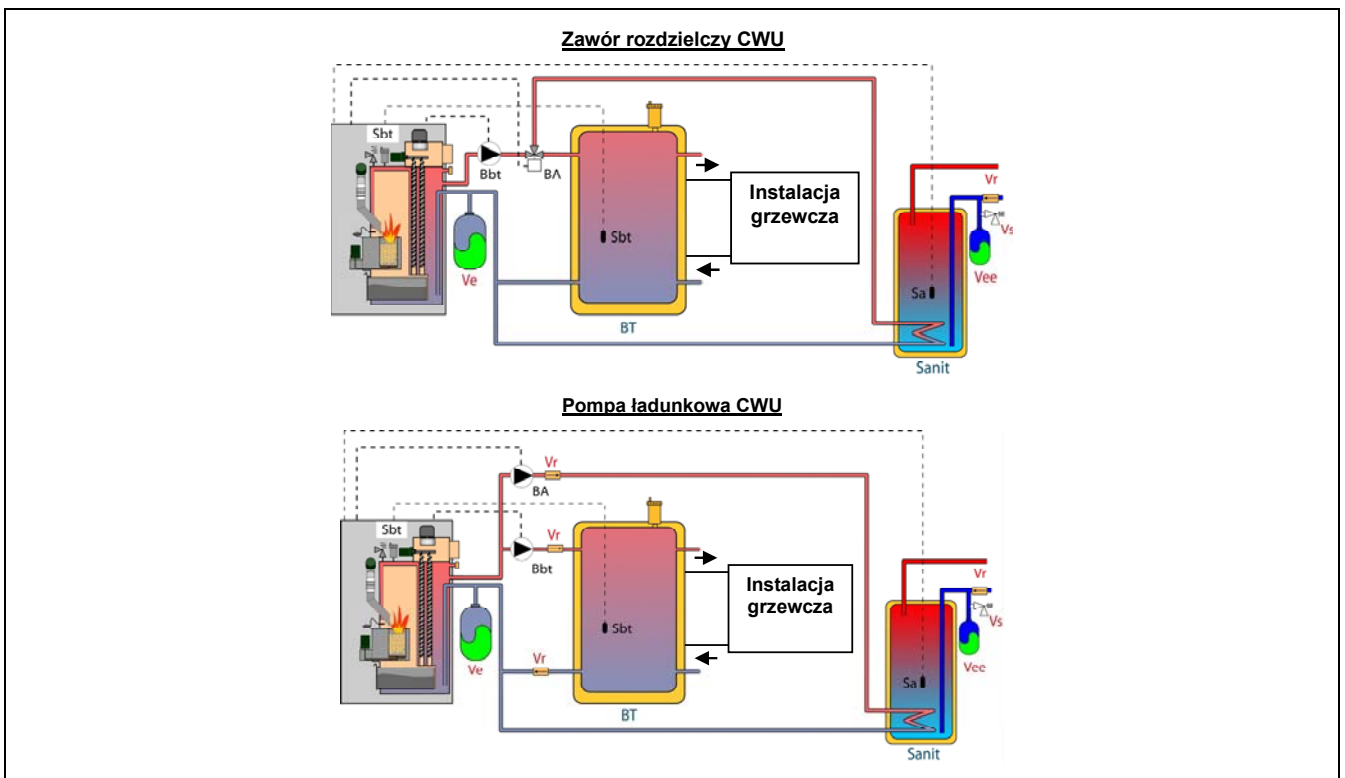 Zawór rozdzielczy CWU
Sbt
Bbt
BA
Instalacja
grzewcza
Vr
Vs
Vee
Ve
Sbt
Sa
BT
Sanit
Pompa ładunkowa CWU
Vr
BA
Sbt
Vr
Bbt
Instalacja
grzewcza
Vr
Vs
Vee
Sbt
Ve
Vr
Sa
BT
Sanit